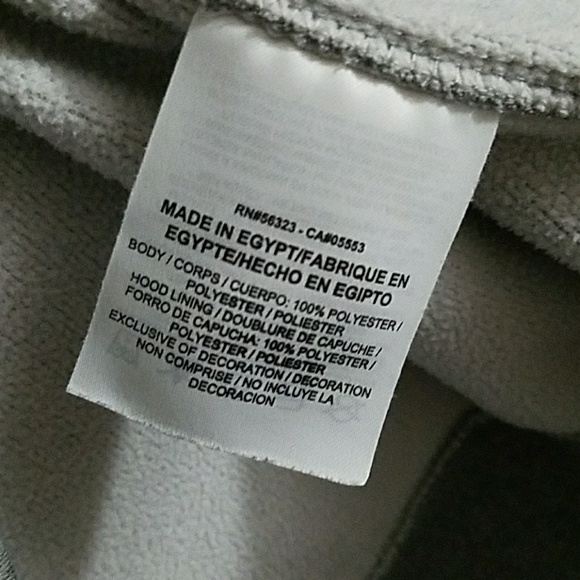 RN#56323 - CA#05553
MADE IN EGYPT/FABRIQUE EN
EGYPTE/HECHO EN EGIPTO
BODY / CORPS / CUERPO: 100% POLYESTER /
POLYESTER / POLIESTER
HOOD LINING / DOUBLURE DE CAPUCHE /
FORRO DE CAPUCHA: 100% POLYESTER /
POLYESTER / POLIESTER
EXCLUSIVE OF DECORATION / DECORATION
NON COMPRISE / NO INCLUYE LA
DECORACION